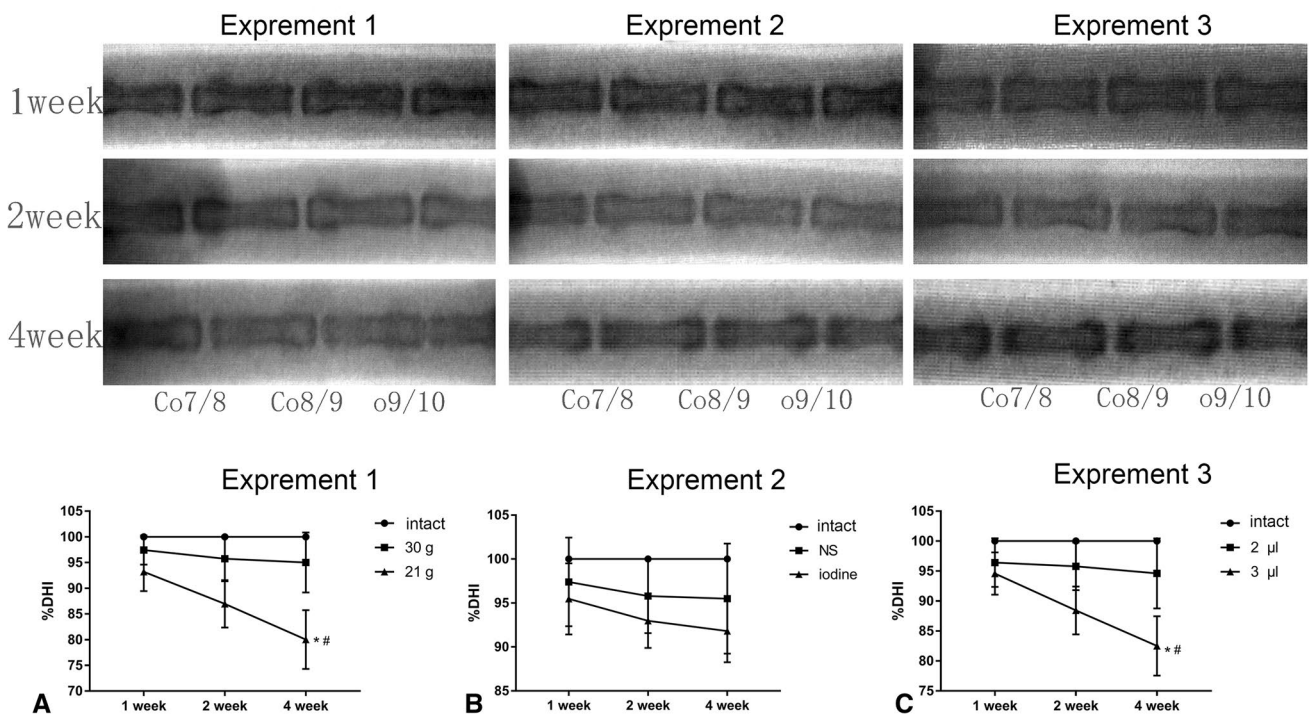 Exprement 1
Exprement 2
Exprement 3
1week
2week
4week
Co7/8 Co8/9 o9/10
Co7/8 Co8/9 o9/10
Co7/8 Co8/9 o9/10
Exprement 1
105
100
95
90
85
80
75
70
%DHI
intact
30 g
21 g
* #
1 week 2 week 4 week
A
Exprement 2
105
100
95
90
85
%DHI
intact
NS
iodine
1 week 2 week 4 week
B
Exprement 3
105
100
95
90
85
80
75
%DHI
intact
2 µl
3 µl
* #
1 week 2 week 4 week
C